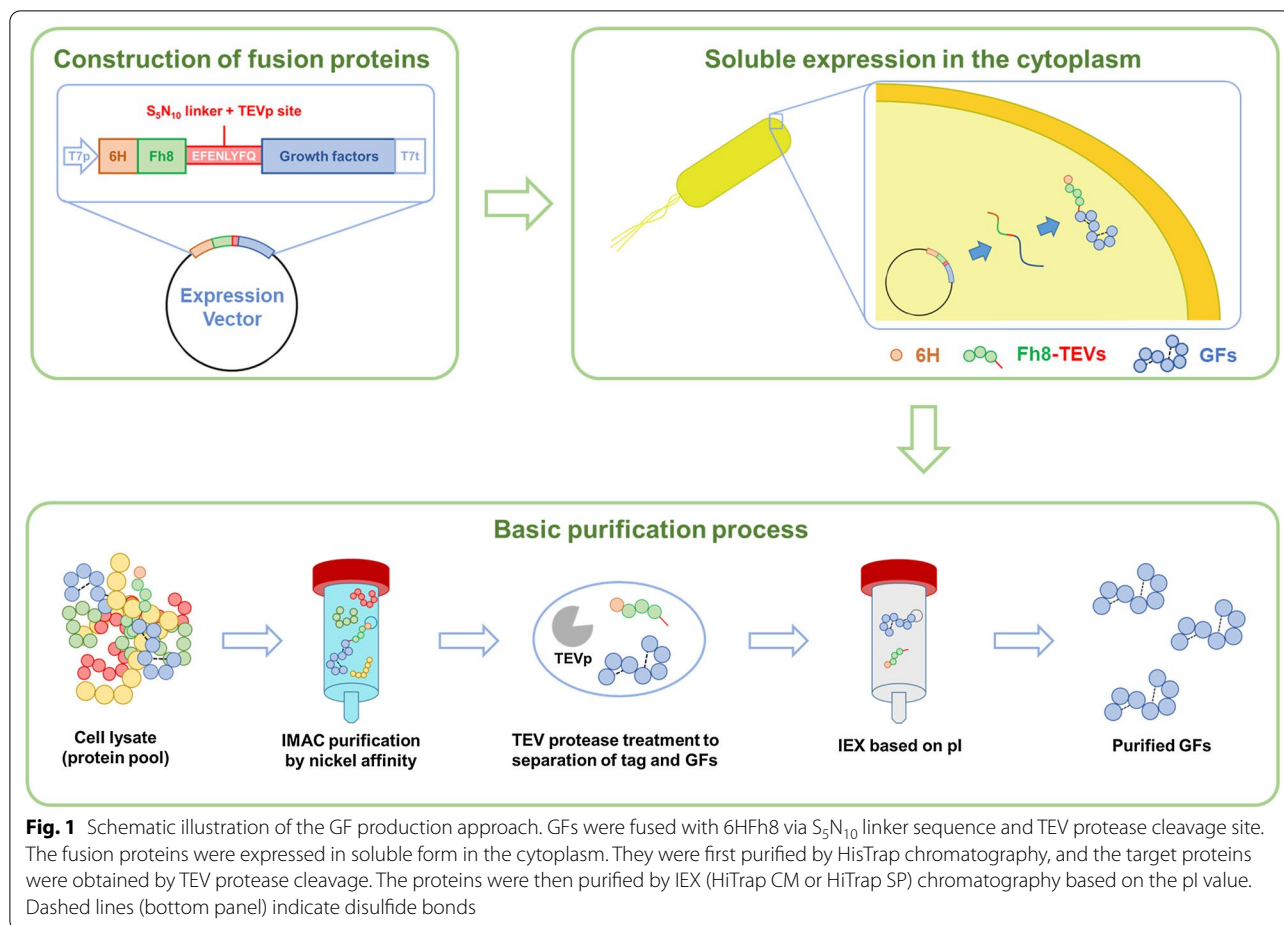 Construction of fusion proteins
S₅N₁₀ linker + TEVp site
T7p 6H Fh8 EFENLYFQ Growth factors T7t
Expression
Vector
Soluble expression in the cytoplasm
6H Fh8-TEVs GFs
Basic purification process
TEVp
Cell lysate
(protein pool)
IMAC purification
by nickel affinity
TEV protease treatment to
separation of tag and GFs
IEX based on pI
Purified GFs
Fig. 1 Schematic illustration of the GF production approach. GFs were fused with 6HFh8 via S₅N₁₀ linker sequence and TEV protease cleavage site.
The fusion proteins were expressed in soluble form in the cytoplasm. They were first purified by HisTrap chromatography, and the target proteins
were obtained by TEV protease cleavage. The proteins were then purified by IEX (HiTrap CM or HiTrap SP) chromatography based on the pI value.
Dashed lines (bottom panel) indicate disulfide bonds